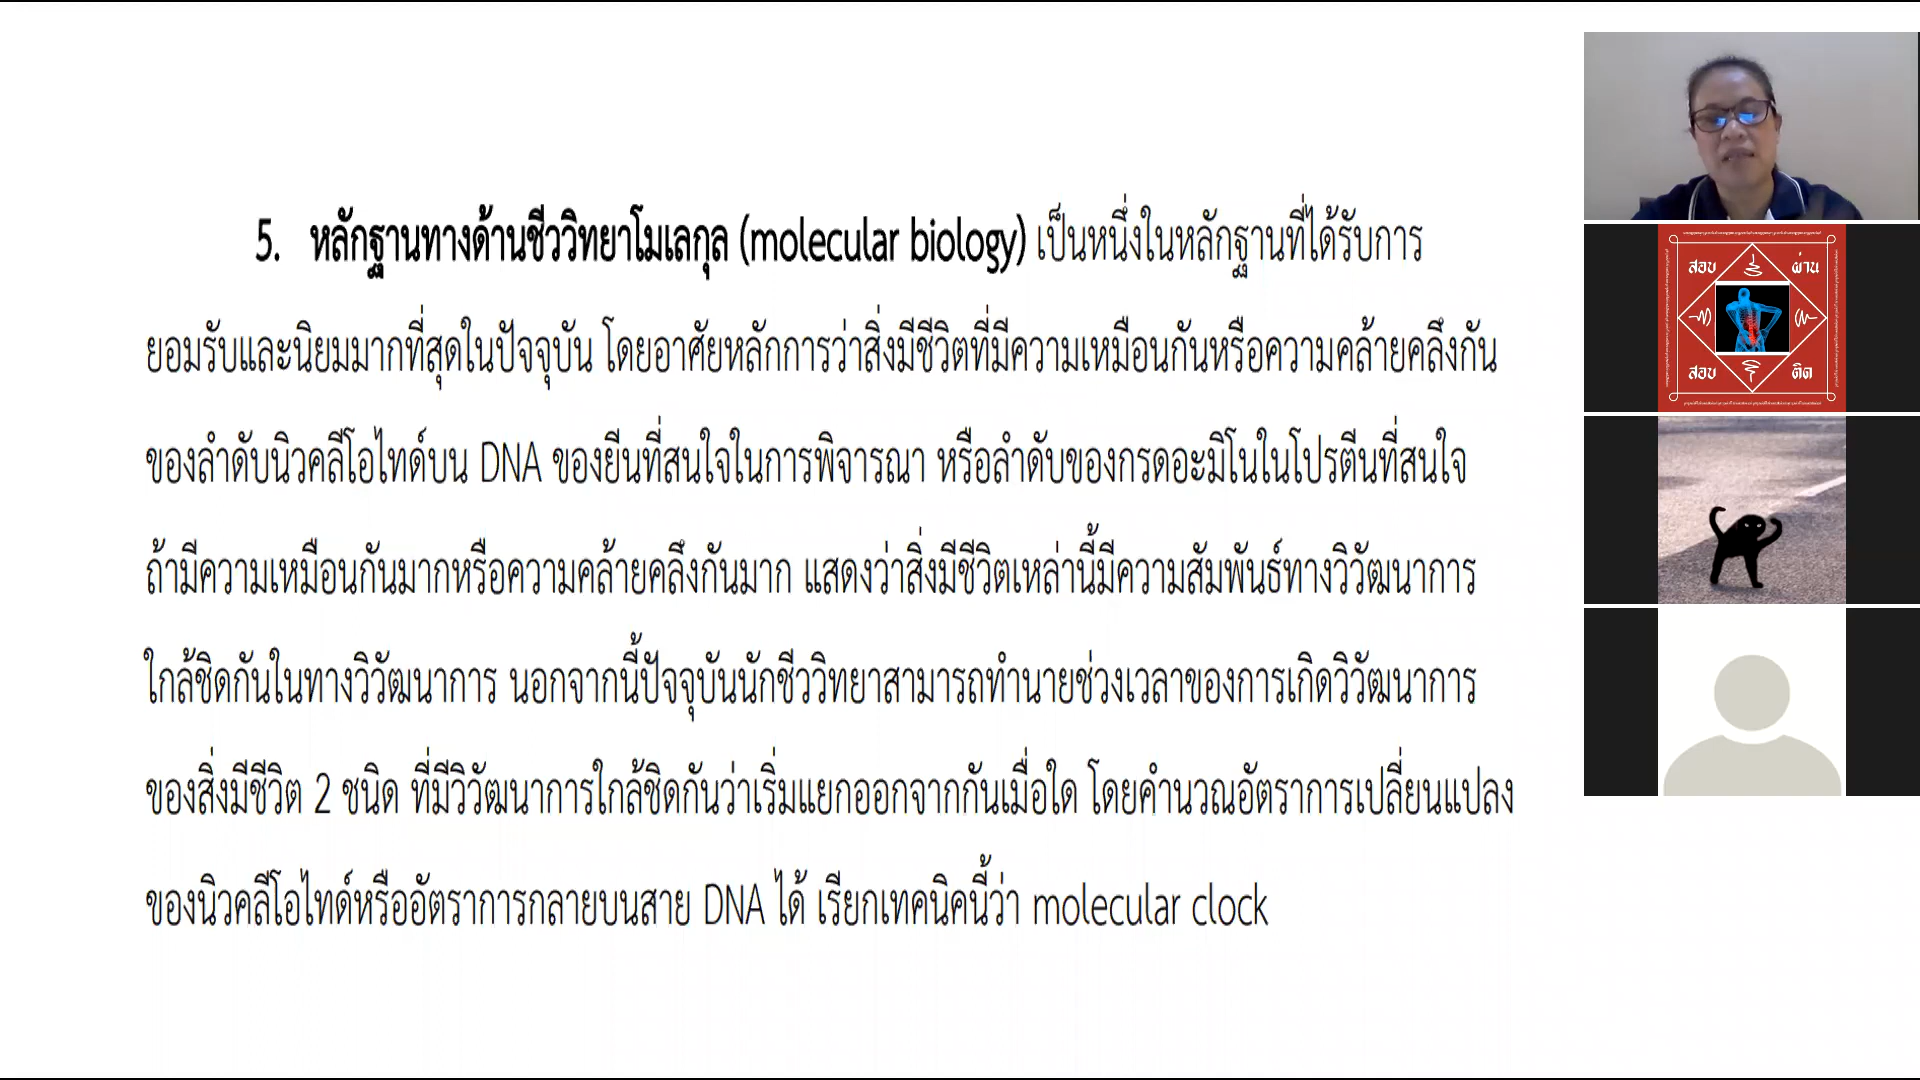 5. หลักฐานทางด้านชีววิทยาโมเลกุล (molecular biology) เป็นหนึ่งในหลักฐานที่ได้รับการ
ยอมรับและนิยมมากที่สุดในปัจจุบัน โดยอาศัยหลักการว่าสิ่งมีชีวิตที่มีความเหมือนกันหรือความคล้ายคลึงกัน
ของลำดับนิวคลีโอไทด์บน DNA ของยีนที่สนใจในการพิจารณา หรือลำดับของกรดอะมิโนในโปรตีนที่สนใจ
ถ้ามีความเหมือนกันมากหรือความคล้ายคลึงกันมาก แสดงว่าสิ่งมีชีวิตเหล่านี้มีความสัมพันธ์ทางวิวัฒนาการ
ใกล้ชิดกันในทางวิวัฒนาการ นอกจากนี้ปัจจุบันนักชีววิทยาสามารถทำนายช่วงเวลาของการเกิดวิวัฒนาการ
ของสิ่งมีชีวิต 2 ชนิด ที่มีวิวัฒนาการใกล้ชิดกันว่าเริ่มแยกออกจากกันเมื่อใด โดยคำนวณอัตราการเปลี่ยนแปลง
ของนิวคลีโอไทด์หรืออัตราการกลายบนสาย DNA ได้ เรียกเทคนิคนี้ว่า molecular clock
สอบ ผ่าน
สอบ ติด